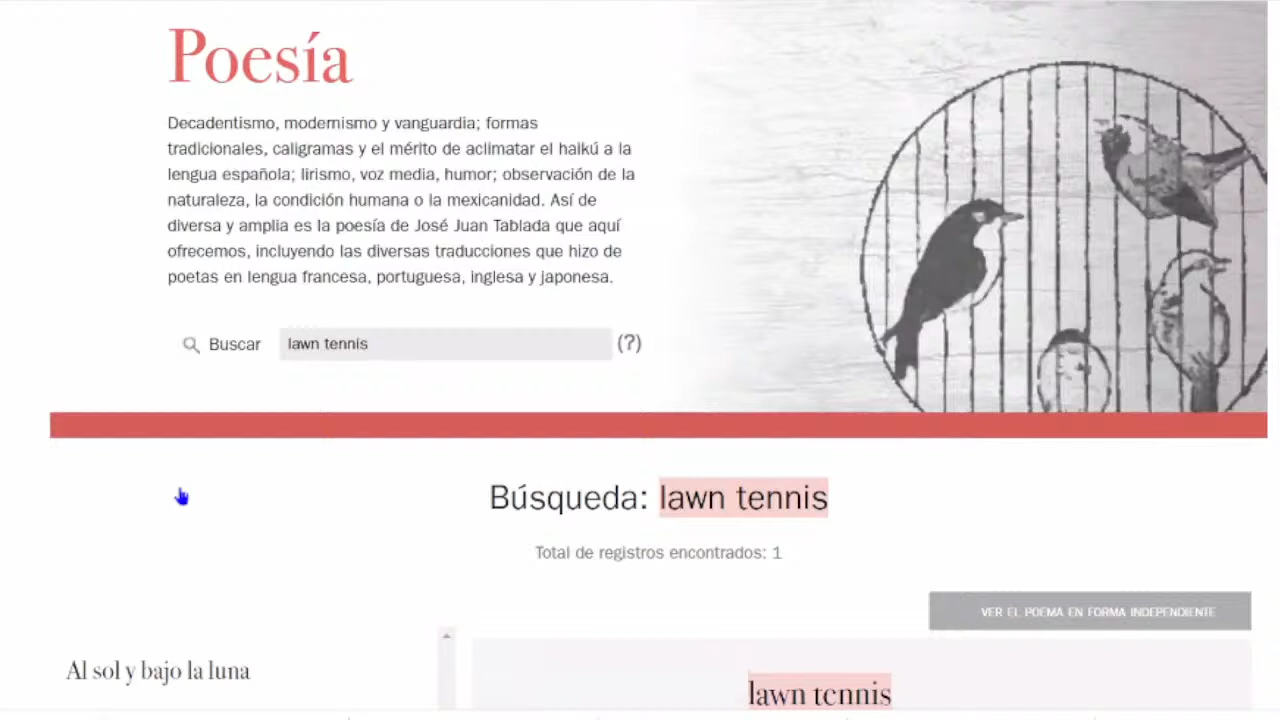 Poesía
Decadentismo, modernismo y vanguardia; formas
tradicionales, caligramas y el mérito de aclimatar el haikú a la
lengua española; lirismo, voz media, humor; observación de la
naturaleza, la condición humana o la mexicanidad. Así de
diversa y amplia es la poesía de José Juan Tablada que aquí
ofrecemos, incluyendo las diversas traducciones que hizo de
poetas en lengua francesa, portuguesa, inglesa y japonesa.
Buscar lawn tennis (?)
Búsqueda: lawn tennis
Total de registros encontrados: 1
VER EL POEMA EN FORMA INDEPENDIENTE
Al sol y bajo la luna
lawn tennis